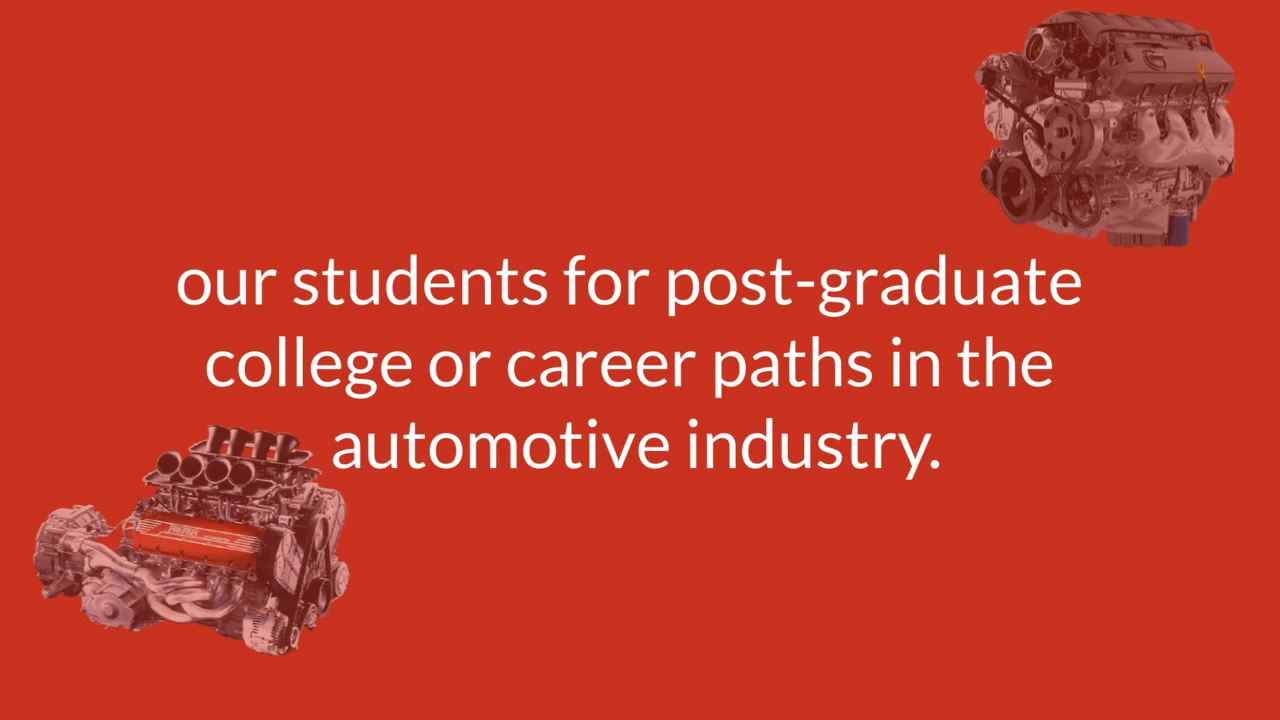 our students for post-graduate
college or career paths in the
automotive industry.